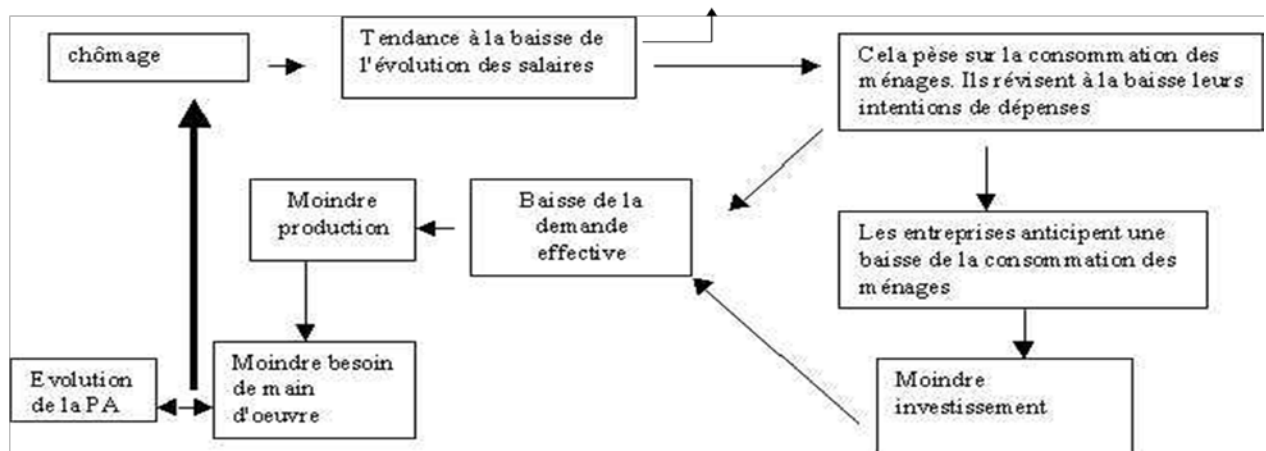 chômage
Tendance à la baisse de
l'évolution des salaires
Cela pèse sur la consommation des
ménages. Ils révisent à la baisse leurs
intentions de dépenses
Moindre
production
Baisse de la
demande
effective
Les entreprises anticipent une
baisse de la consommation des
ménages
Evolution
de la PA
Moindre besoin
de main
d'oeuvre
Moindre
investissement